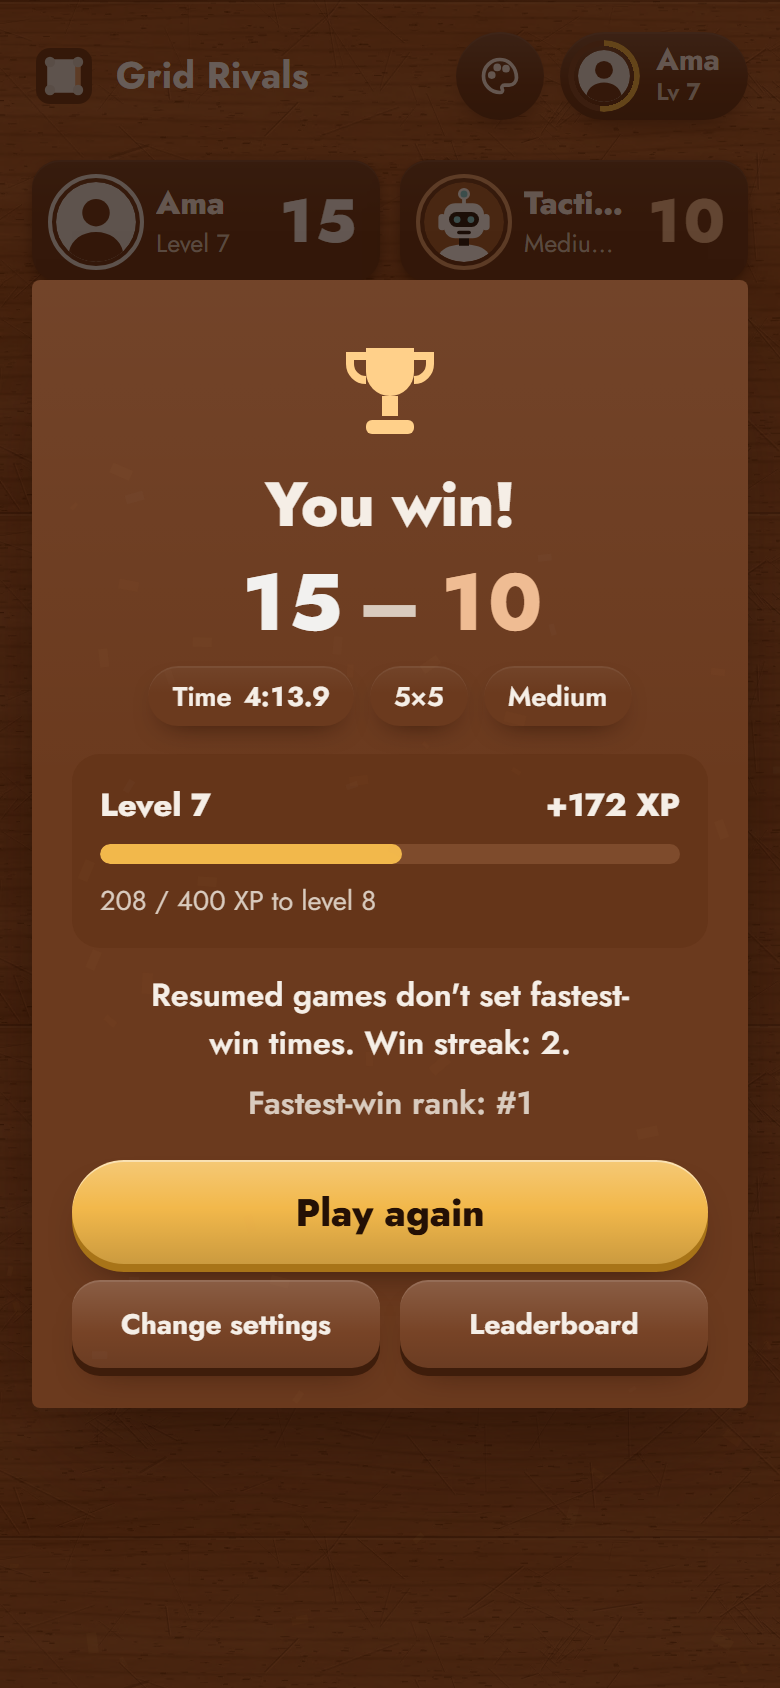 Grid Rivals
Ama
Lv 7
Ama
Level 7
15
Tacti...
Mediu...
10
You win!
15 – 10
Time 4:13.9
5×5
Medium
Level 7
+172 XP
208 / 400 XP to level 8
Resumed games don't set fastest-
win times. Win streak: 2.
Fastest-win rank: #1
Play again
Change settings
Leaderboard